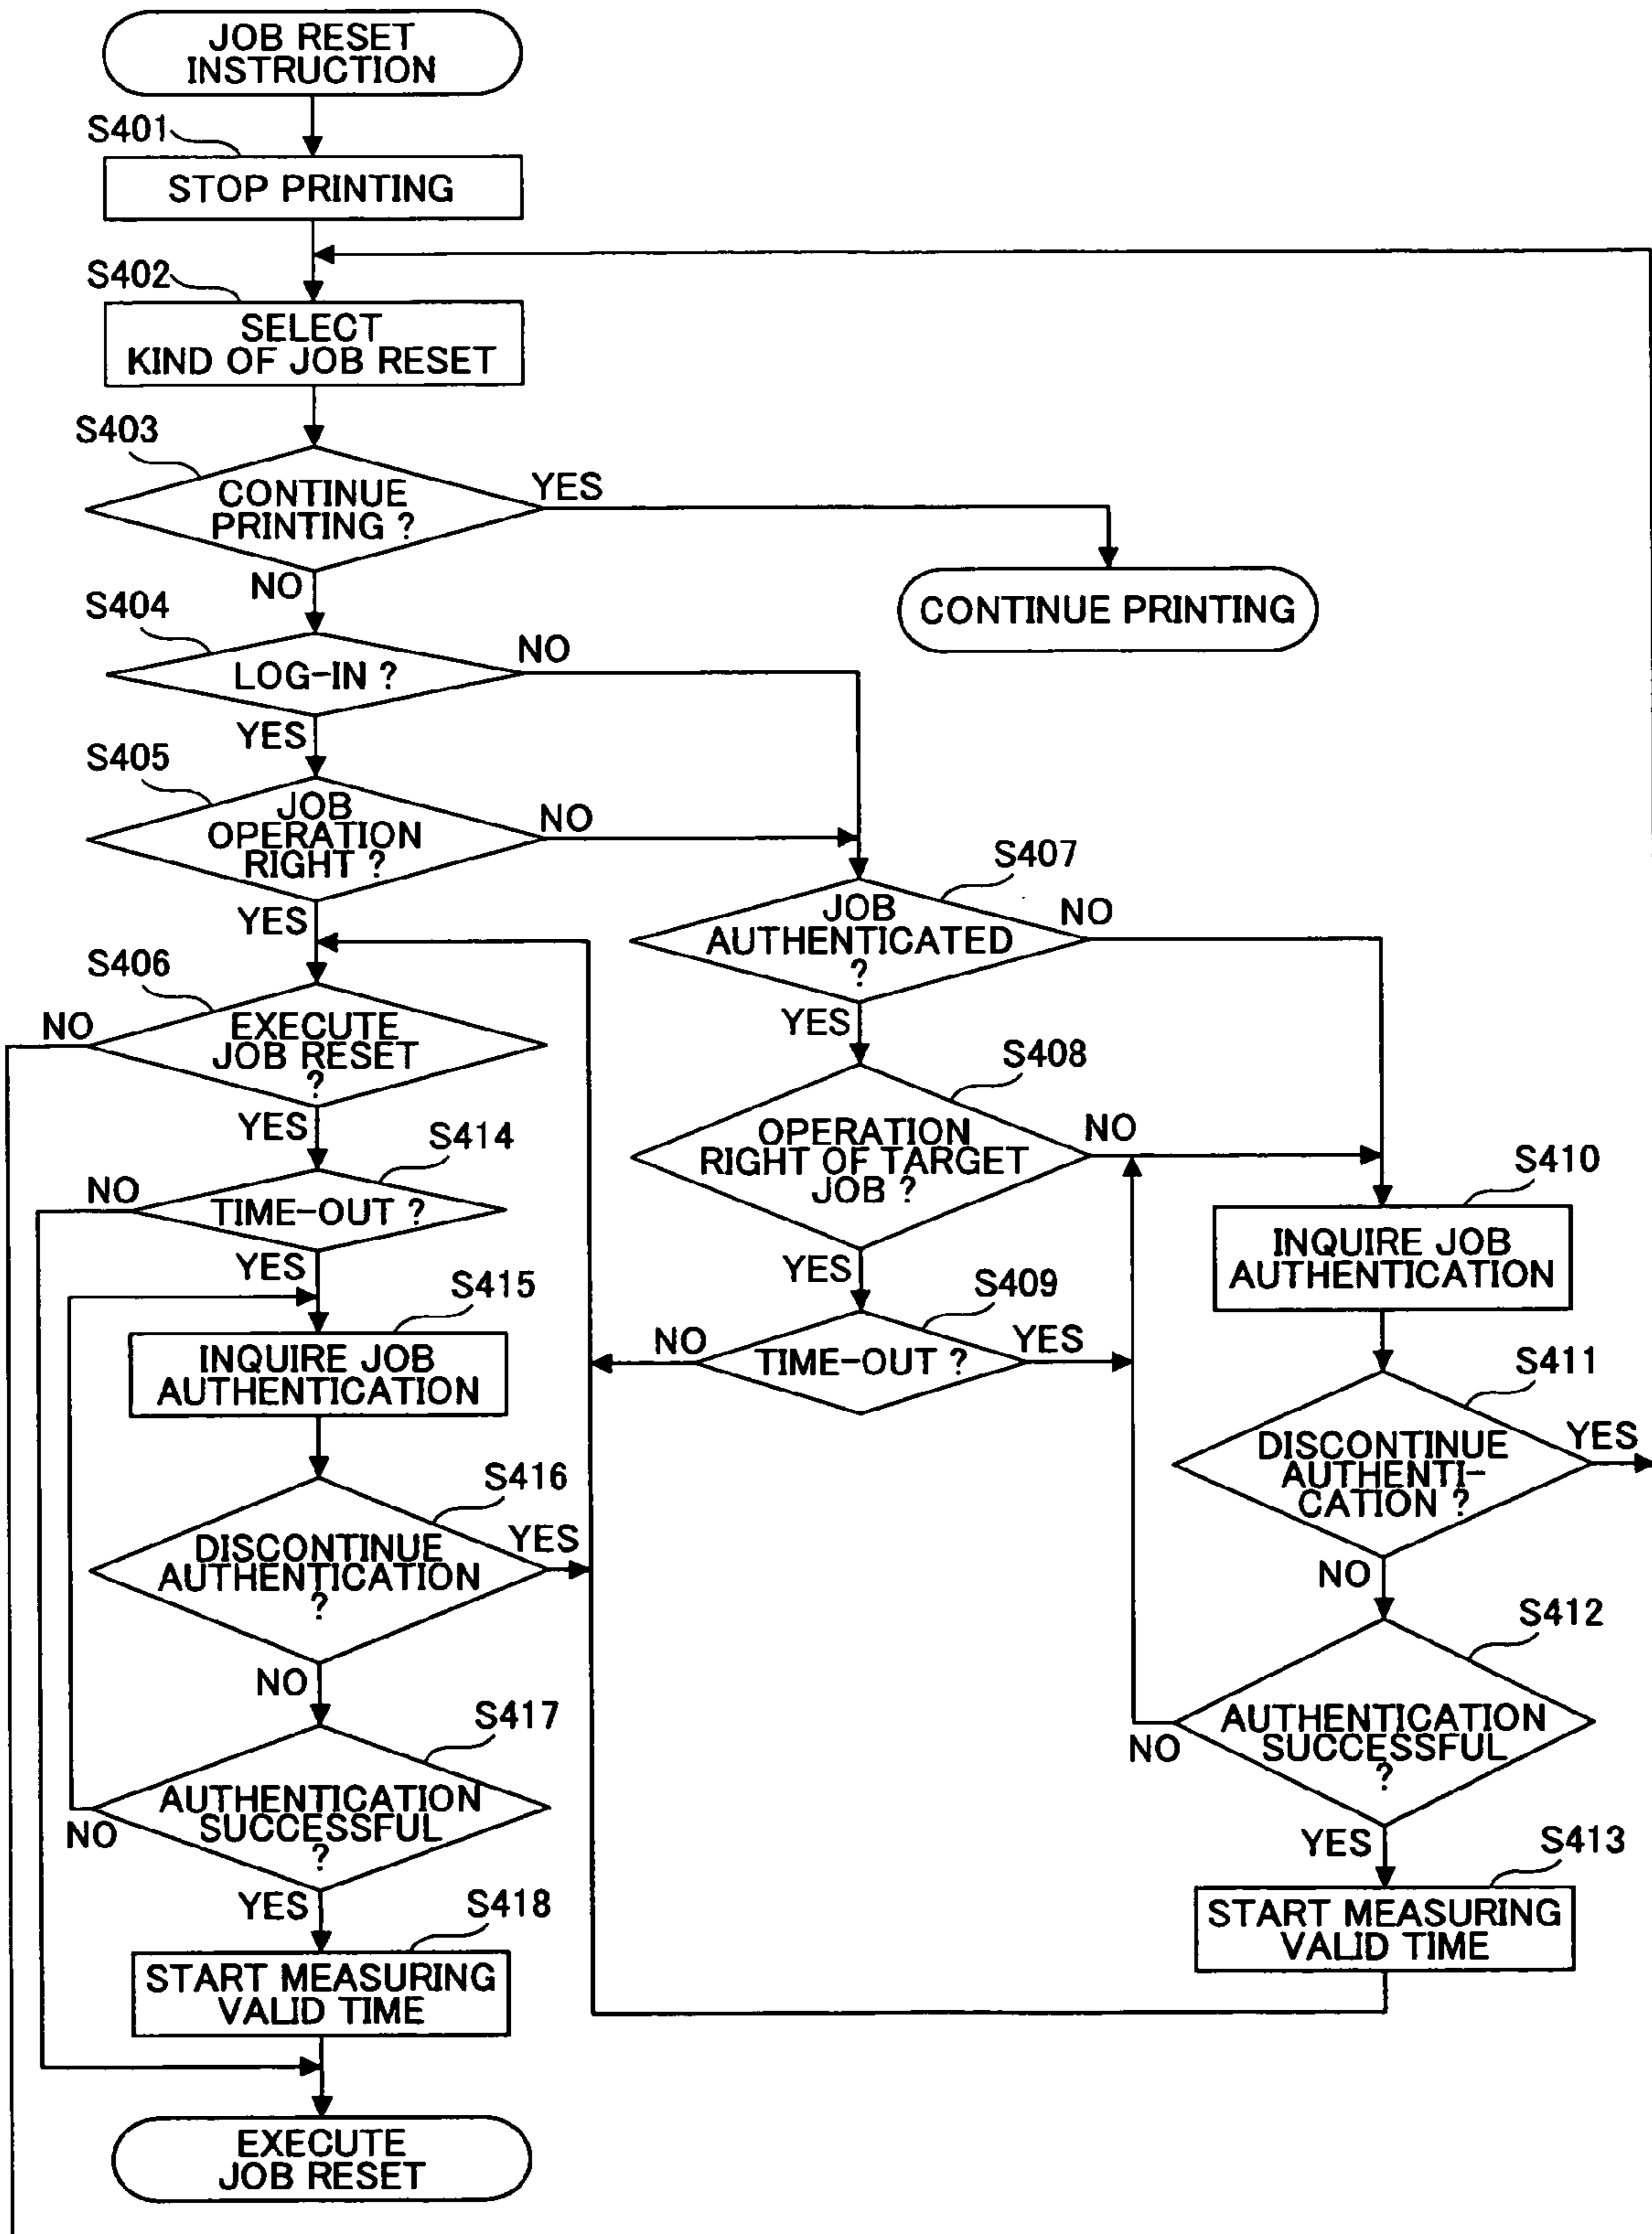 JOB RESET
INSTRUCTION
S401
STOP PRINTING
S402
SELECT
KIND OF JOB RESET
S403
CONTINUE
PRINTING ?
YES
NO
CONTINUE PRINTING
S404
LOG-IN ?
NO
YES
S405
JOB
OPERATION
RIGHT ?
NO
YES
S407
JOB
AUTHENTICATED
?
NO
YES
S406
EXECUTE
JOB RESET
?
NO
YES
S408
OPERATION
RIGHT OF TARGET
JOB ?
NO
YES
S414
TIME-OUT ?
NO
YES
S409
TIME-OUT ?
NO
YES
S410
INQUIRE JOB
AUTHENTICATION
S415
INQUIRE JOB
AUTHENTICATION
S411
DISCONTINUE
AUTHENTI-
CATION ?
YES
NO
S416
DISCONTINUE
AUTHENTICATION
?
YES
NO
S412
AUTHENTICATION
SUCCESSFUL
?
NO
YES
S417
AUTHENTICATION
SUCCESSFUL
?
NO
YES
S413
START MEASURING
VALID TIME
S418
START MEASURING
VALID TIME
EXECUTE
JOB RESET